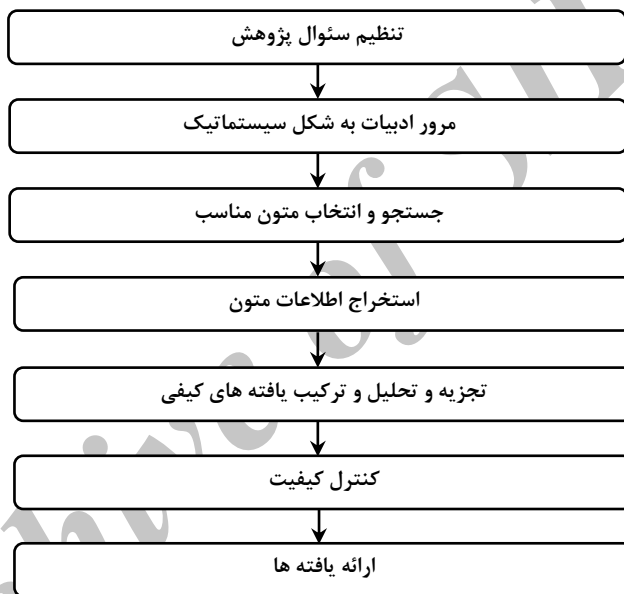 تنظیم سئوال پژوهش
مرور ادبیات به شکل سیستماتیک
جستجو و انتخاب متون مناسب
استخراج اطلاعات متون
تجزیه و تحلیل و ترکیب یافته های کیفی
کنترل کیفیت
ارائه یافته ها